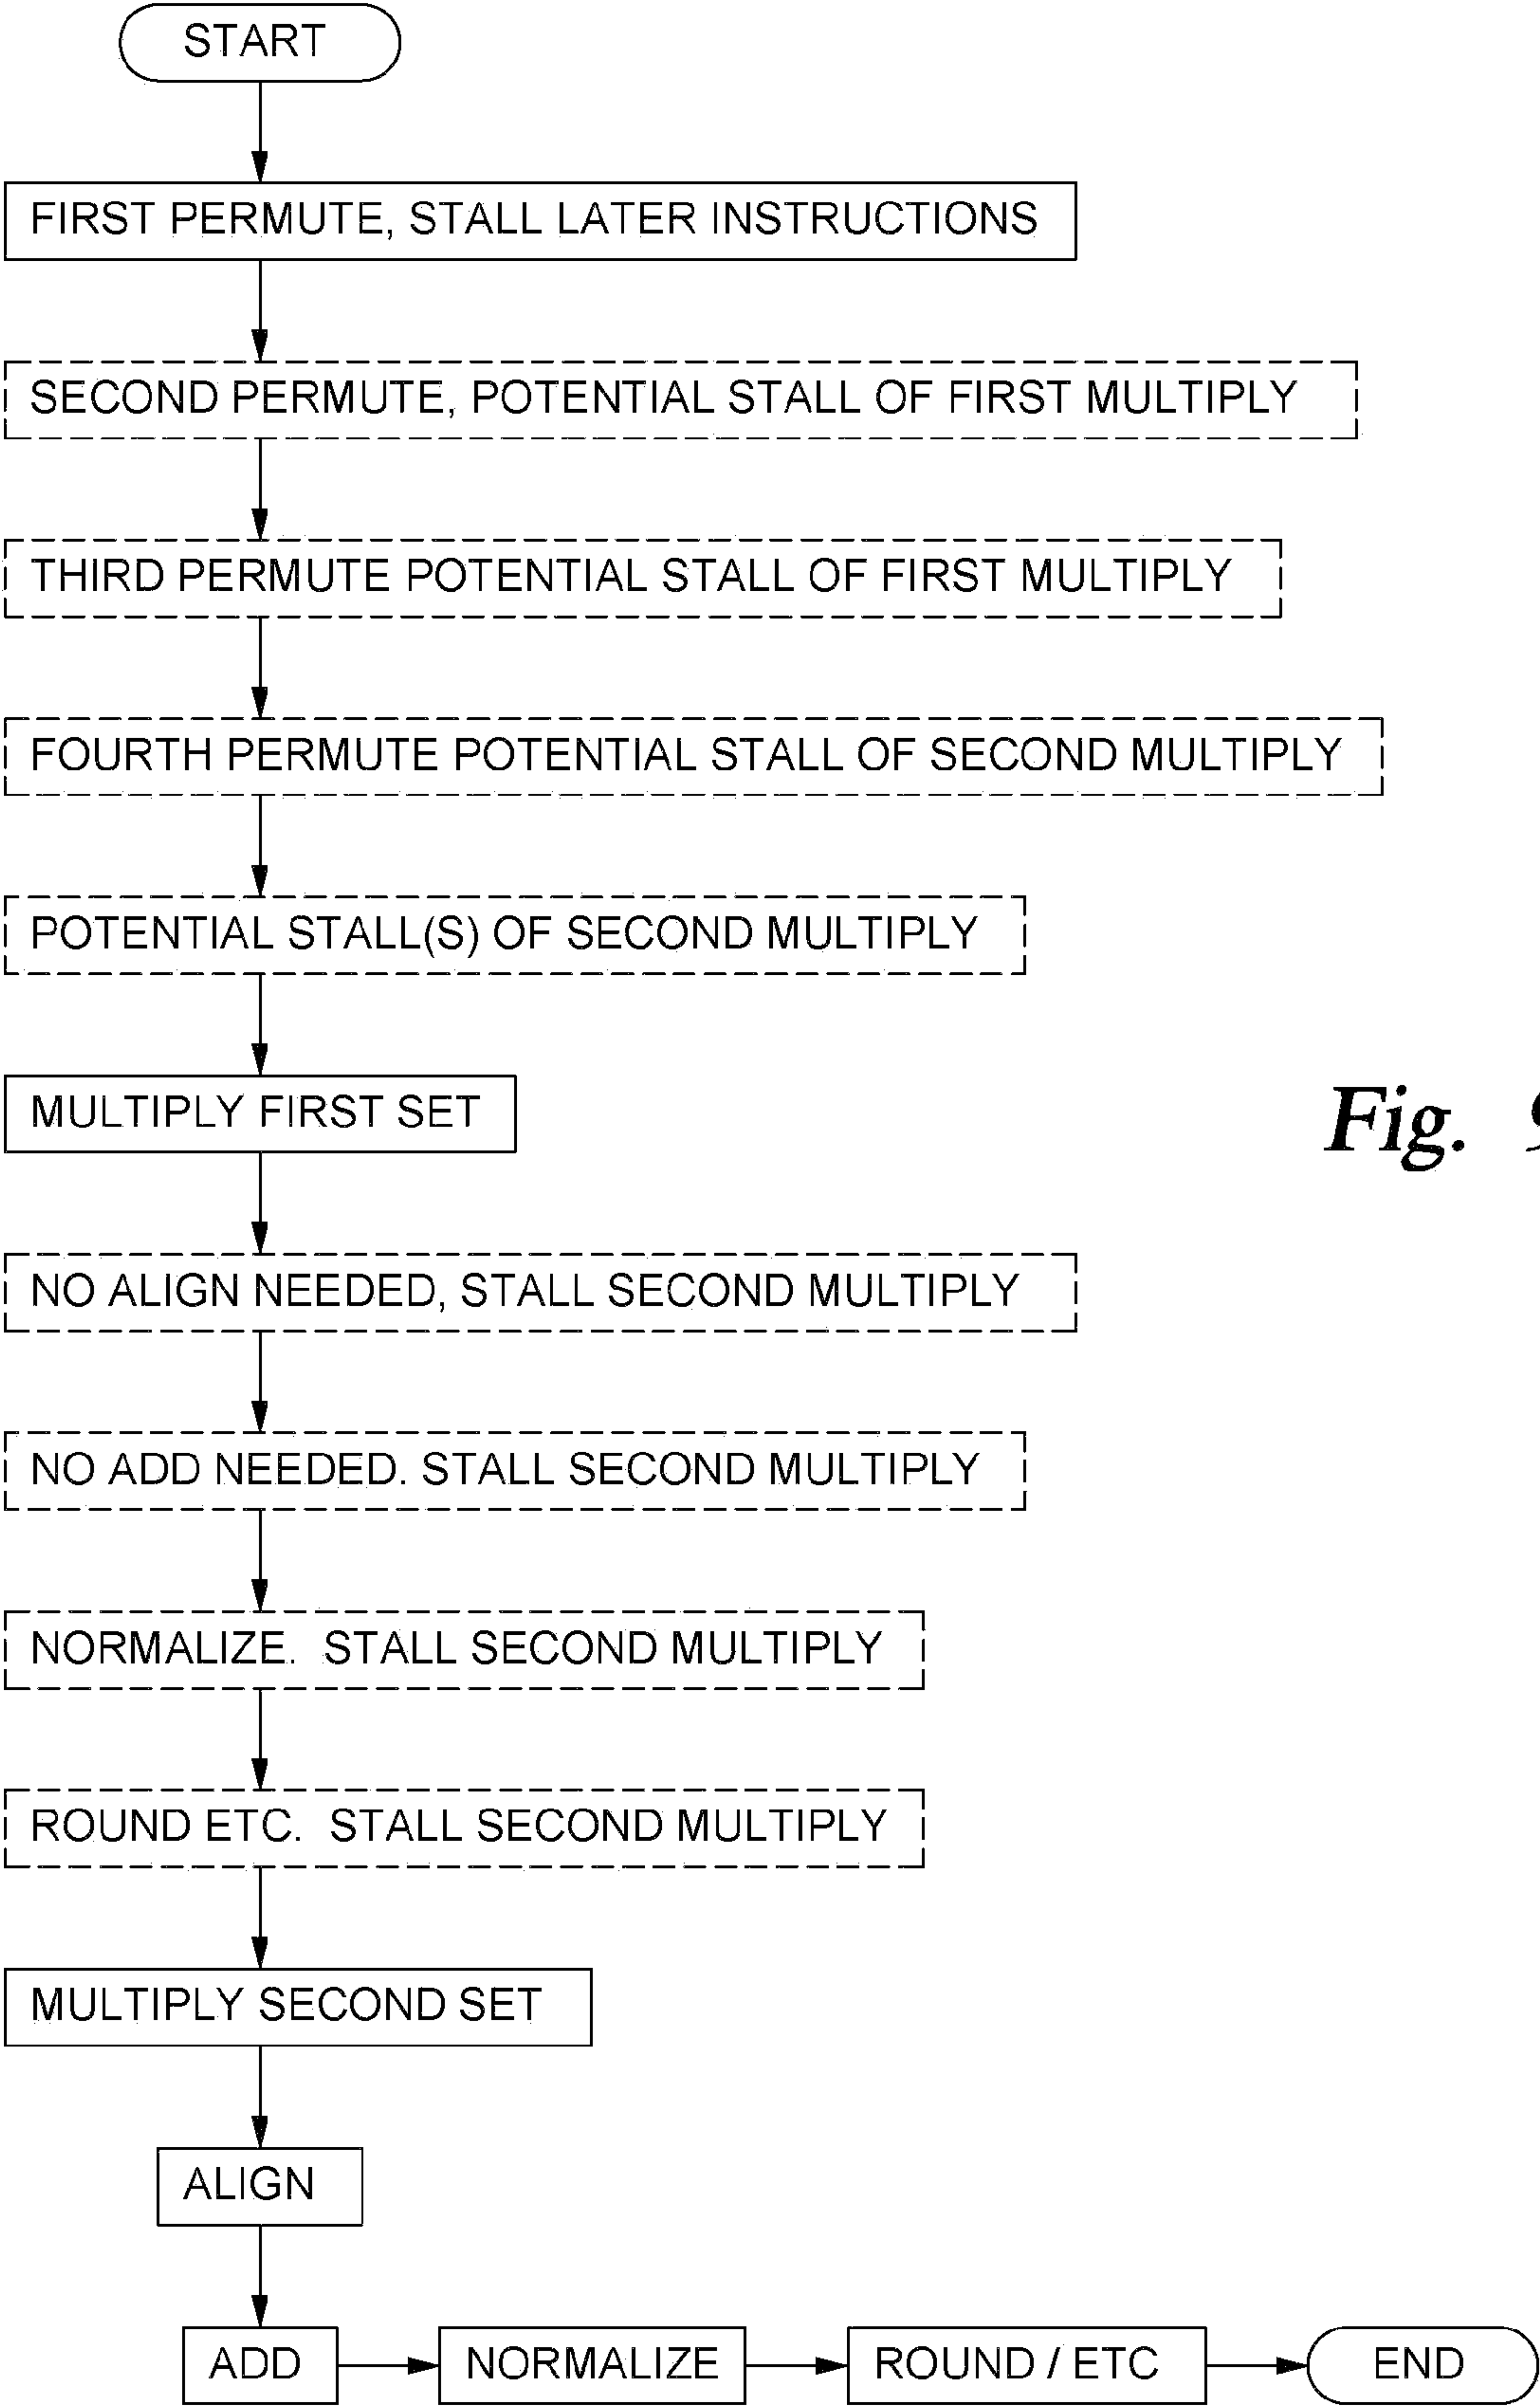 START
FIRST PERMUTE, STALL LATER INSTRUCTIONS
SECOND PERMUTE, POTENTIAL STALL OF FIRST MULTIPLY
THIRD PERMUTE POTENTIAL STALL OF FIRST MULTIPLY
FOURTH PERMUTE POTENTIAL STALL OF SECOND MULTIPLY
POTENTIAL STALL(S) OF SECOND MULTIPLY
MULTIPLY FIRST SET
Fig.
NO ALIGN NEEDED, STALL SECOND MULTIPLY
NO ADD NEEDED. STALL SECOND MULTIPLY
NORMALIZE. STALL SECOND MULTIPLY
ROUND ETC. STALL SECOND MULTIPLY
MULTIPLY SECOND SET
ALIGN
ADD
NORMALIZE
ROUND / ETC
END